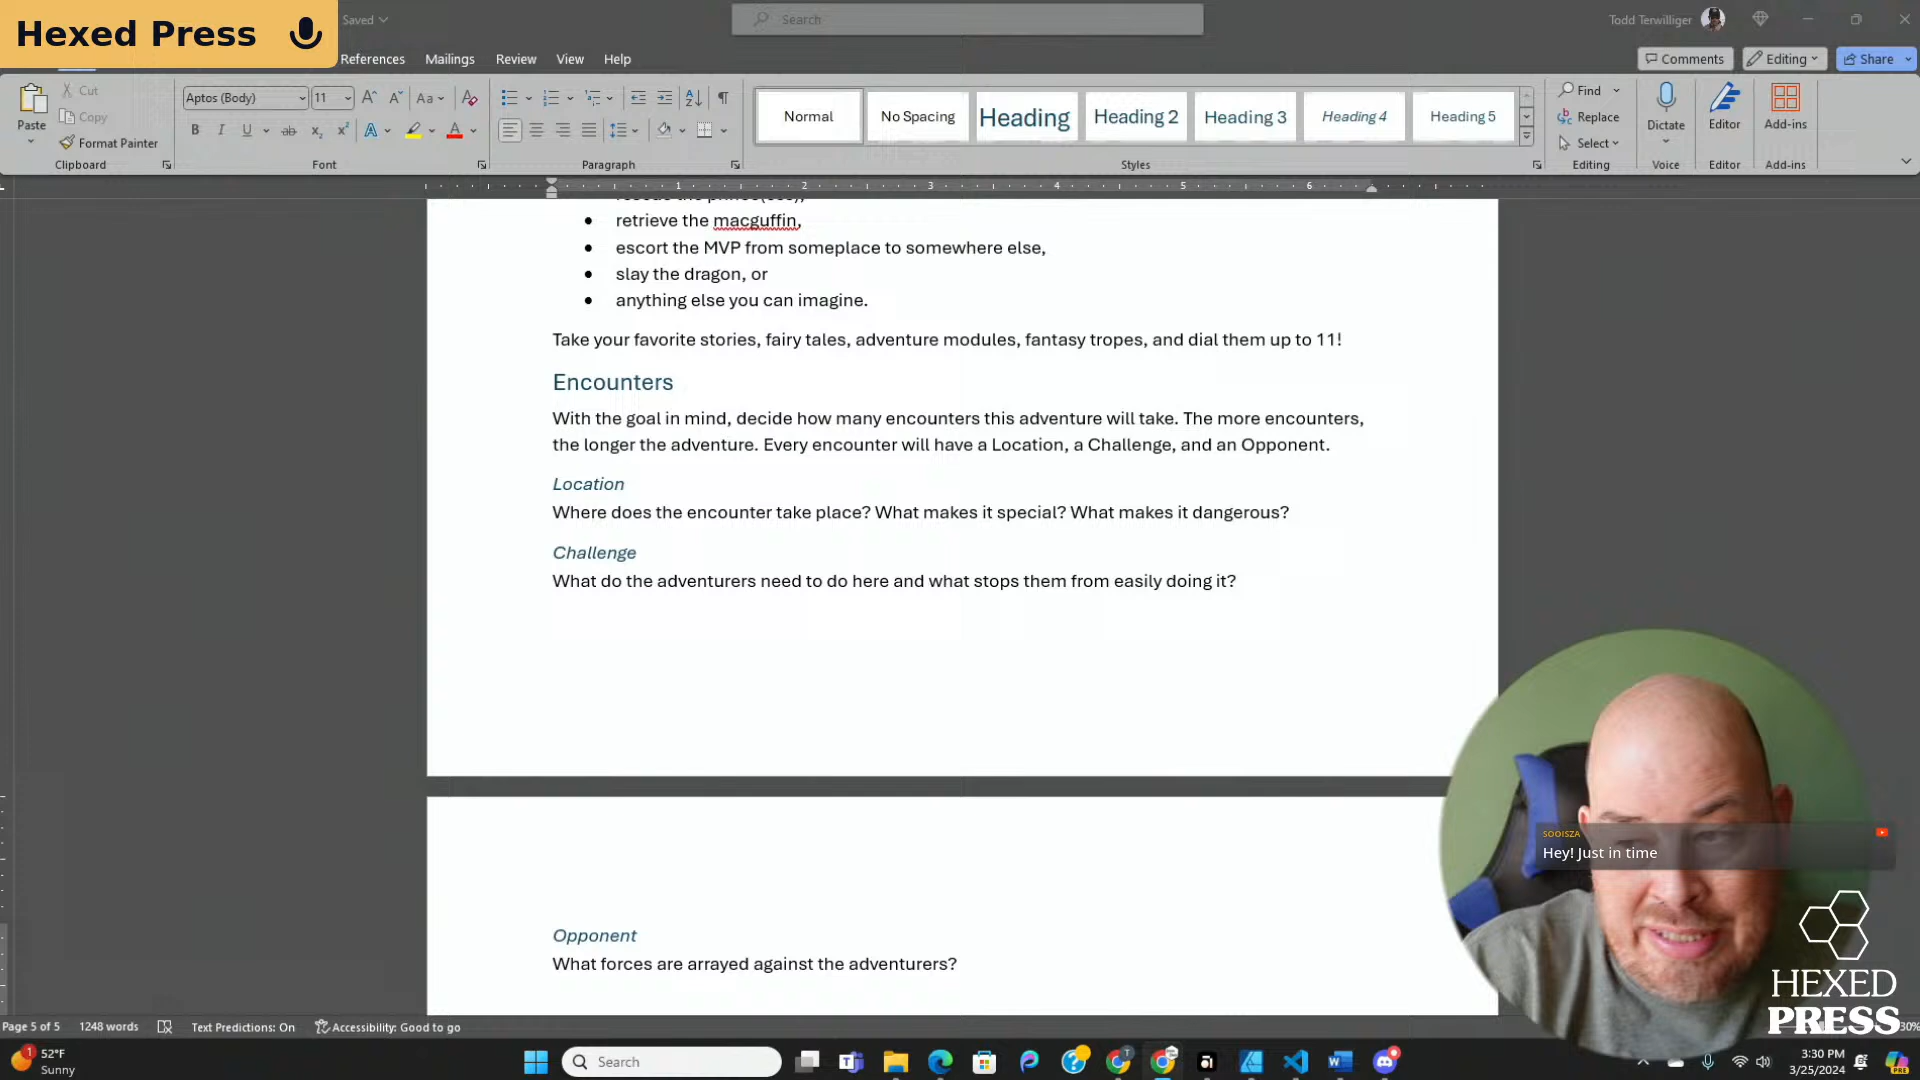 Hexed Press
Saved
Search
Todd Terwilliger
References
Mailings
Review
View
Help
Comments
Editing
Share
Paste
Cut
Copy
Format Painter
Clipboard
Aptos (Body)
11
Font
Paragraph
Normal
No Spacing
Heading
Heading 2
Heading 3
Heading 4
Heading 5
Styles
Find
Replace
Select
Editing
Dictate
Voice
Editor
Editor
Add-ins
Add-ins
1 2 3 4 5 6
retrieve the macguffin,
escort the MVP from someplace to somewhere else,
slay the dragon, or
anything else you can imagine.
Take your favorite stories, fairy tales, adventure modules, fantasy tropes, and dial them up to 11!
Encounters
With the goal in mind, decide how many encounters this adventure will take. The more encounters,
the longer the adventure. Every encounter will have a Location, a Challenge, and an Opponent.
Location
Where does the encounter take place? What makes it special? What makes it dangerous?
Challenge
What do the adventurers need to do here and what stops them from easily doing it?
Opponent
What forces are arrayed against the adventurers?
SOOISZA
Hey! Just in time
HEXED
PRESS
Page 5 of 5
1248 words
Text Predictions: On
Accessibility: Good to go
52°F
Sunny
Search
3:30 PM
3/25/2024